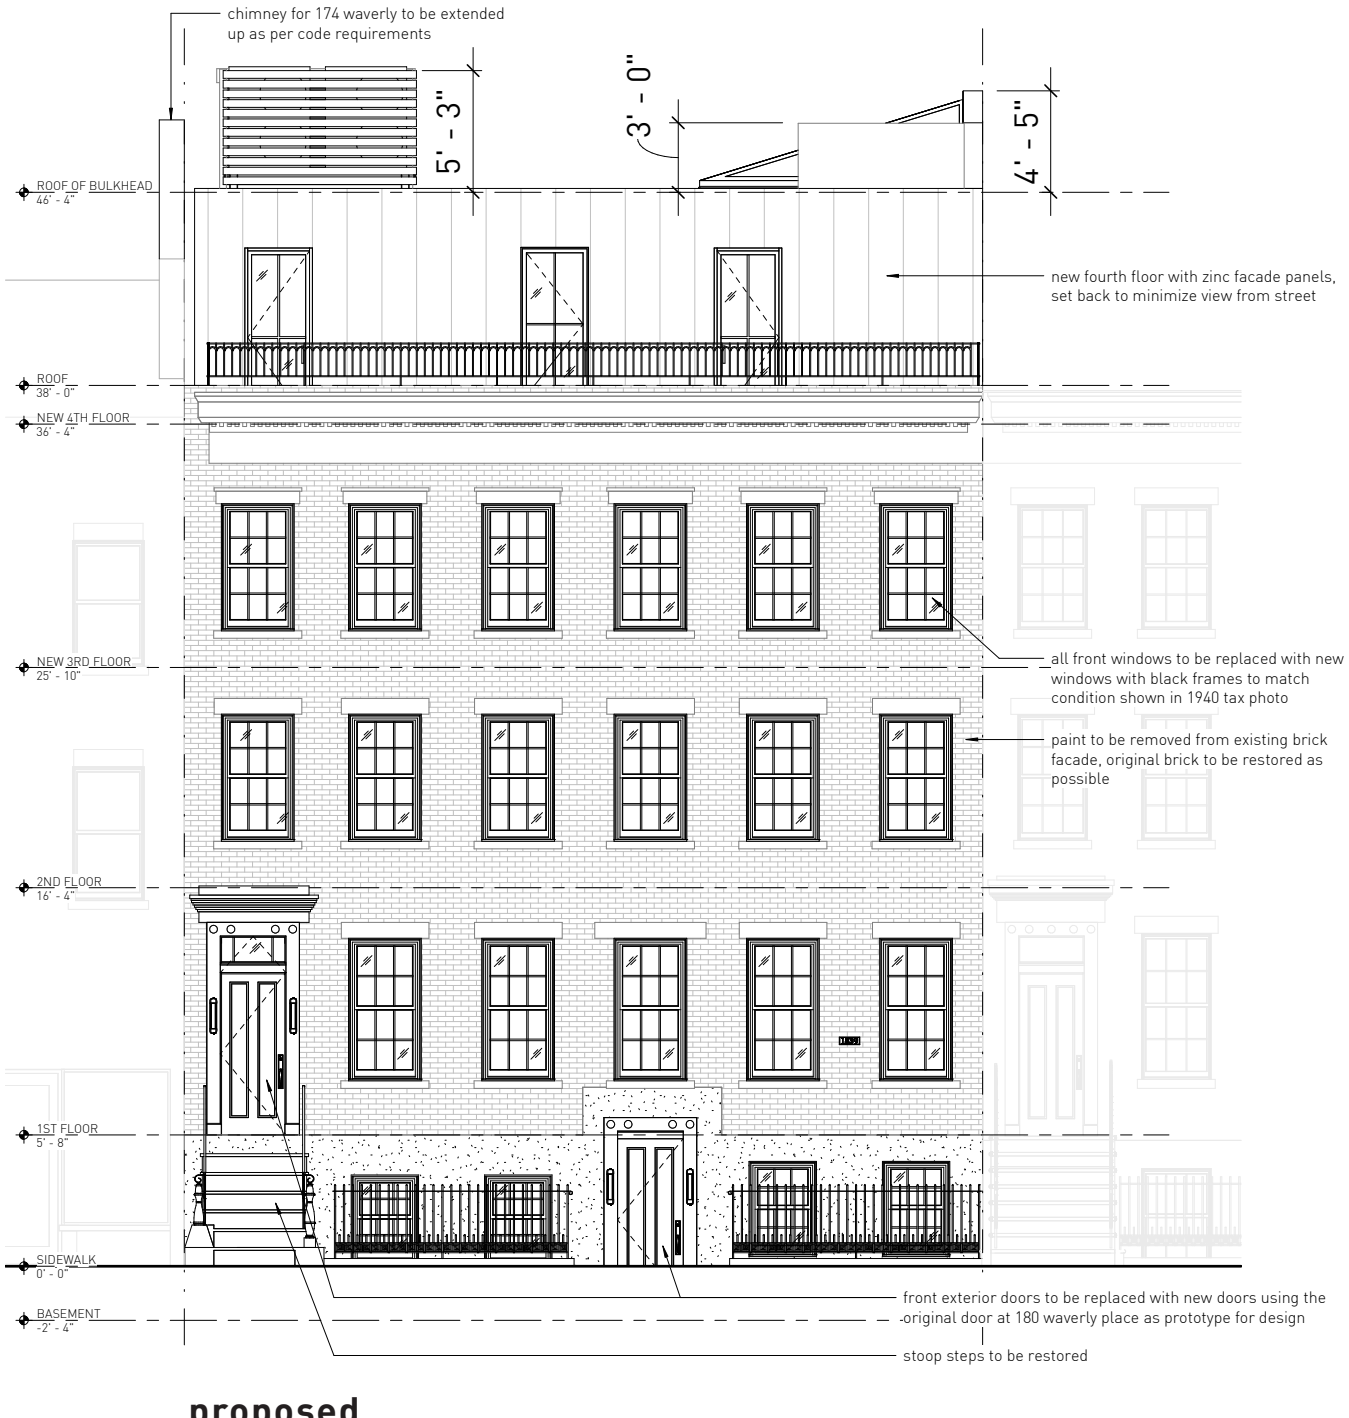 chimney for 174 waverly to be extended
up as per code requirements
5' - 3"
3' - 0"
4' - 5"
ROOF OF BULKHEAD
46' - 4"
new fourth floor with zinc facade panels,
set back to minimize view from street
ROOF
38' - 0"
NEW 4TH FLOOR
36' - 4"
NEW 3RD FLOOR
25' - 10"
all front windows to be replaced with new
windows with black frames to match
condition shown in 1940 tax photo
paint to be removed from existing brick
facade, original brick to be restored as
possible
2ND FLOOR
16' - 4"
1ST FLOOR
5' - 8"
SIDEWALK
0' - 0"
BASEMENT
-2' - 4"
front exterior doors to be replaced with new doors using the
original door at 180 waverly place as prototype for design
stoop steps to be restored
proposed